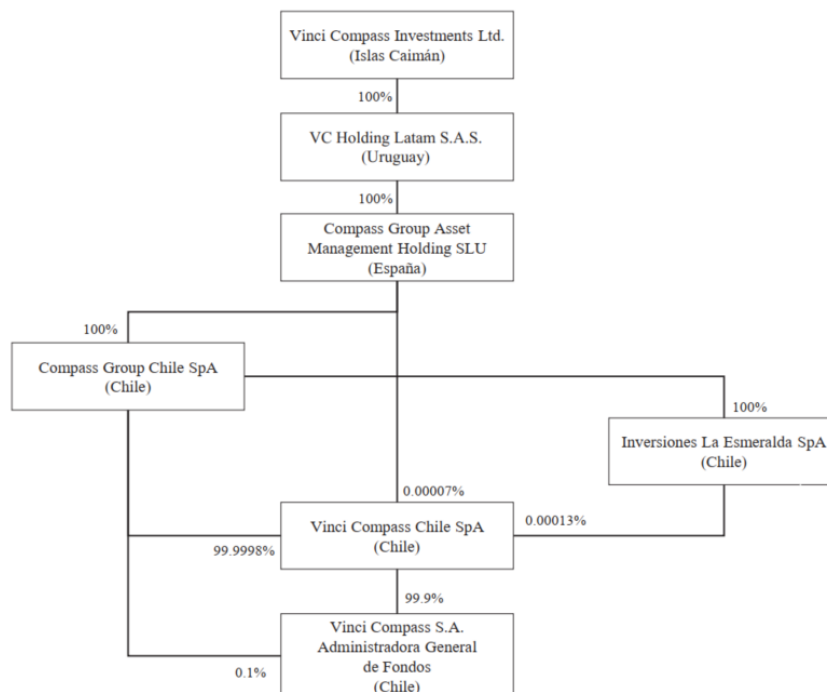 Vinci Compass Investments Ltd.
(Islas Caimán)
100%
VC Holding Latam S.A.S.
(Uruguay)
100%
Compass Group Asset
Management Holding SLU
(España)
100%
Compass Group Chile SpA
(Chile)
100%
Inversiones La Esmeralda SpA
(Chile)
0.00007%
Vinci Compass Chile SpA
(Chile)
0.00013%
99.9998%
99.9%
Vinci Compass S.A.
Administradora General
de Fondos
(Chile)
0.1%